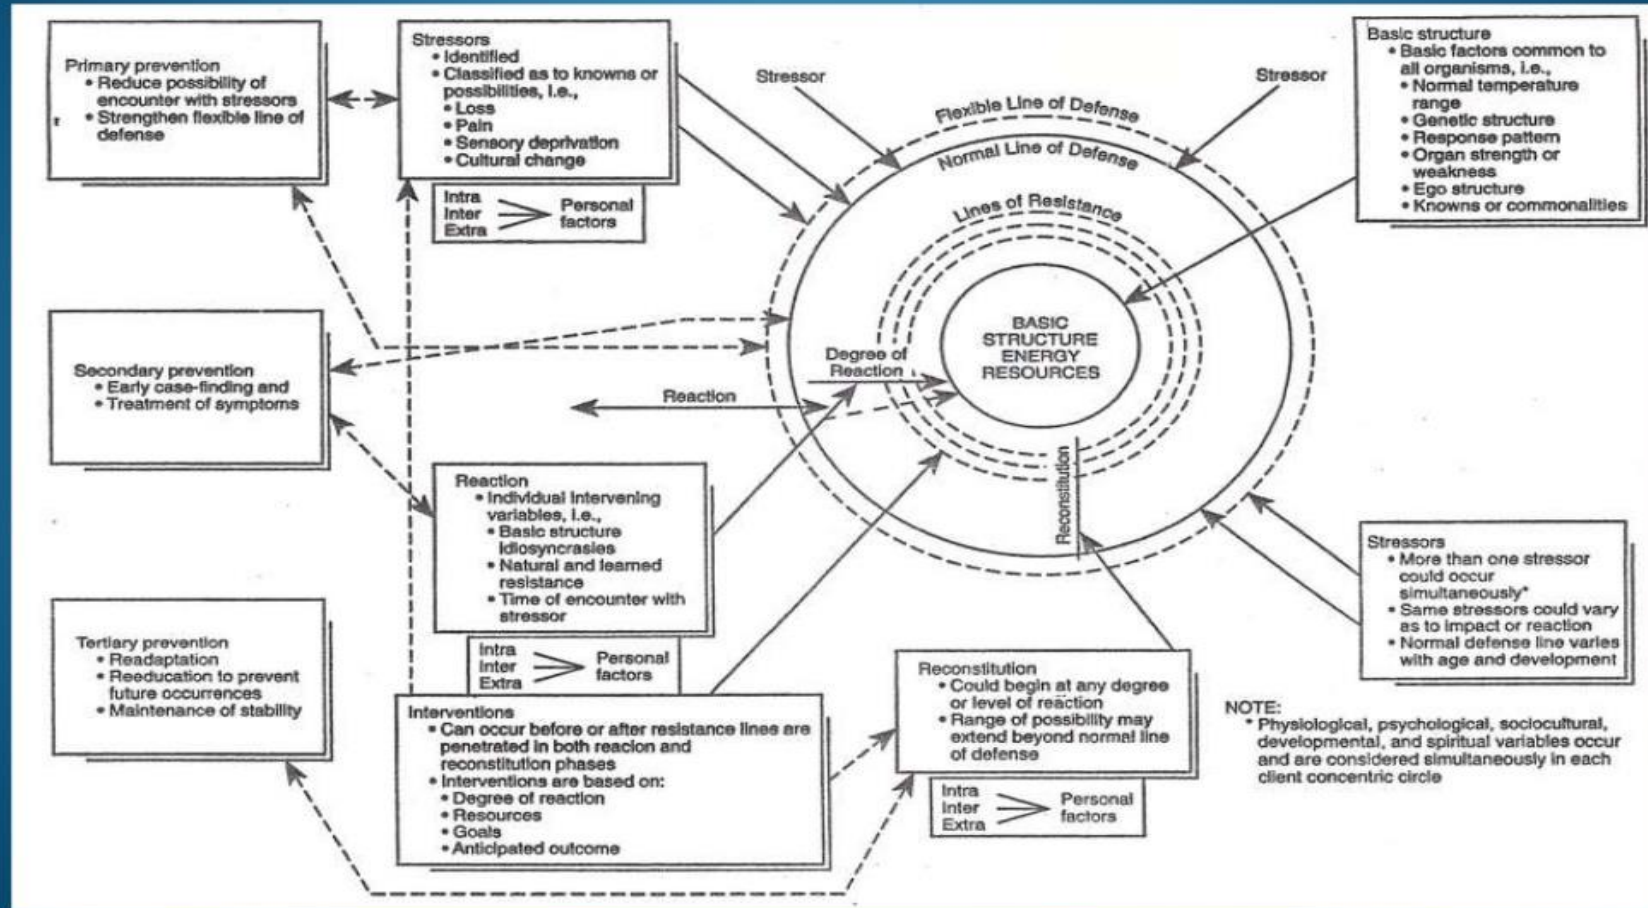 Primary prevention
• Reduce possibility of
encounter with stressors
• Strengthen flexible line of
defense
Stressors
• Identified
• Classified as to knowns or
possibilities, i.e.,
• Loss
• Pain
• Sensory deprivation
• Cultural change
Intra
Inter
Extra
Personal
factors
Stressor
Stressor
Flexible Line of Defense
Normal Line of Defense
Lines of Resistance
BASIC
STRUCTURE
ENERGY
RESOURCES
Degree of
Reaction
Reaction
Reconstitution
Basic structure
• Basic factors common to
all organisms, i.e.,
• Normal temperature
range
• Genetic structure
• Response pattern
• Organ strength or
weakness
• Ego structure
• Knowns or commonalities
Secondary prevention
• Early case-finding and
• Treatment of symptoms
Reaction
• Individual intervening
variables, i.e.,
• Basic structure
idiosyncrasies
• Natural and learned
resistance
• Time of encounter with
stressor
Intra
Inter
Extra
Personal
factors
Stressors
• More than one stressor
could occur
simultaneously*
• Same stressors could vary
as to impact or reaction
• Normal defense line varies
with age and development
Tertiary prevention
• Readaptation
• Reeducation to prevent
future occurrences
• Maintenance of stability
Interventions
• Can occur before or after resistance lines are
penetrated in both reacion and
reconstitution phases
• Interventions are based on:
• Degree of reaction
• Resources
• Goals
• Anticipated outcome
Reconstitution
• Could begin at any degree
or level of reaction
• Range of possibility may
extend beyond normal line
of defense
Intra
Inter
Extra
Personal
factors
NOTE:
* Physiological, psychological, sociocultural,
developmental, and spiritual variables occur
and are considered simultaneously in each
client concentric circle